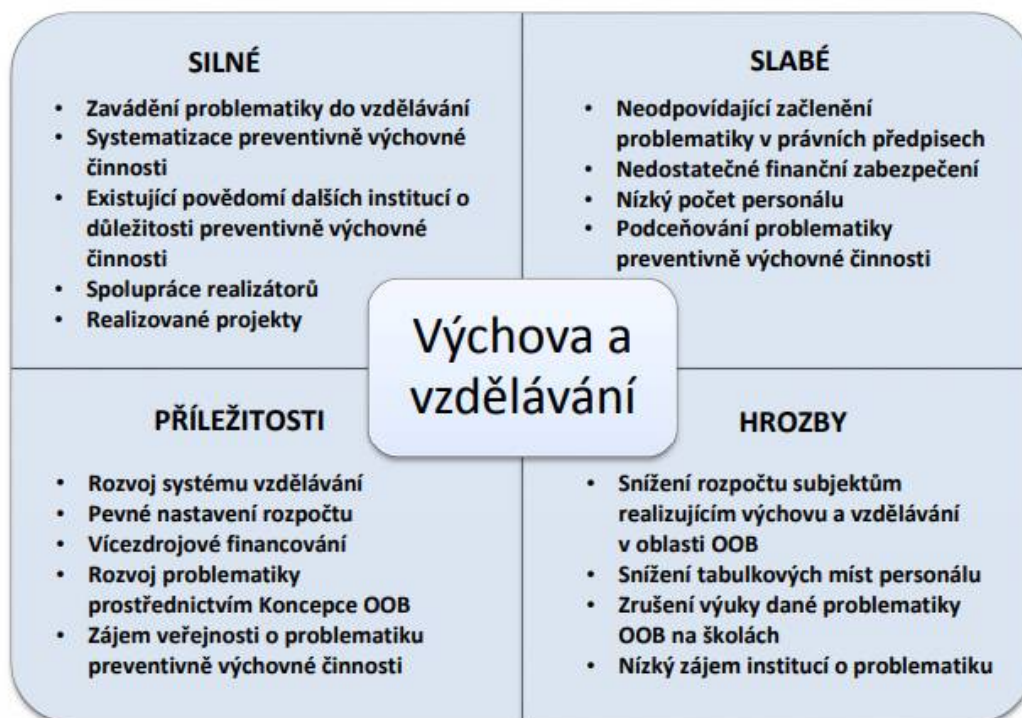 SILNÉ
• Zavádění problematiky do vzdělávání
• Systematizace preventivně výchovné
činnosti
• Existující povědomí dalších institucí o
důležitosti preventivně výchovné
činnosti
• Spolupráce realizátorů
• Realizované projekty
SLABÉ
• Neodpovídající začlenění
problematiky v právních předpisech
• Nedostatečné finanční zabezpečení
• Nízký počet personálu
• Podceňování problematiky
preventivně výchovné činnosti
Výchova a
vzdělávání
PŘÍLEŽITOSTI
• Rozvoj systému vzdělávání
• Pevné nastavení rozpočtu
• Vícezdrojové financování
• Rozvoj problematiky
prostřednictvím Koncepce OOB
• Zájem veřejnosti o problematiku
preventivně výchovné činnosti
HROZBY
• Snížení rozpočtu subjektům
realizujícím výchovu a vzdělávání
v oblasti OOB
• Snížení tabulkových míst personálu
• Zrušení výuky dané problematiky
OOB na školách
• Nízký zájem institucí o problematiku